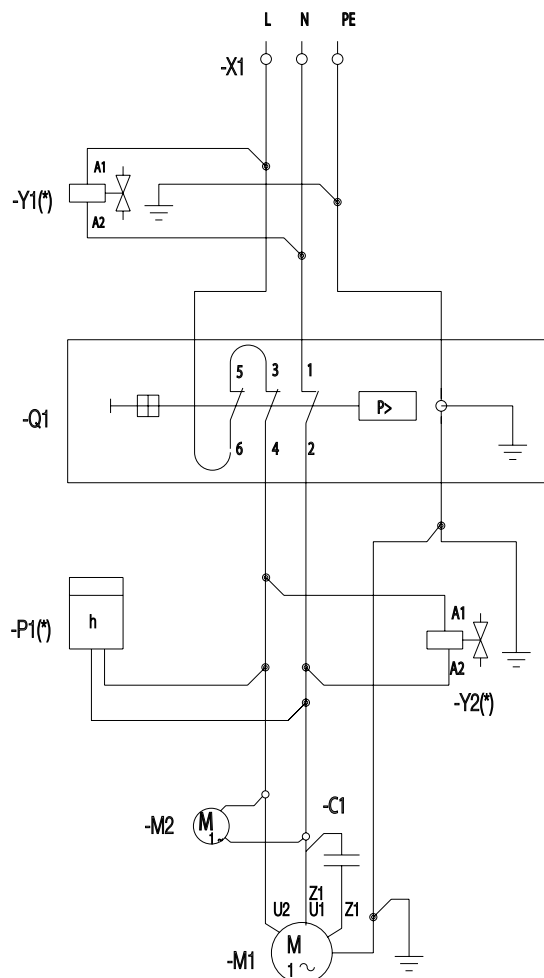 L N PE
-X1
A1
-Y1(*)
A2
5 3 1
P>
-Q1
6 4 2
h
-P1(*)
A1
A2
-Y2(*)
-C1
-M2
M
1~
Z1
U2 U1 Z1
-M1
M
1~